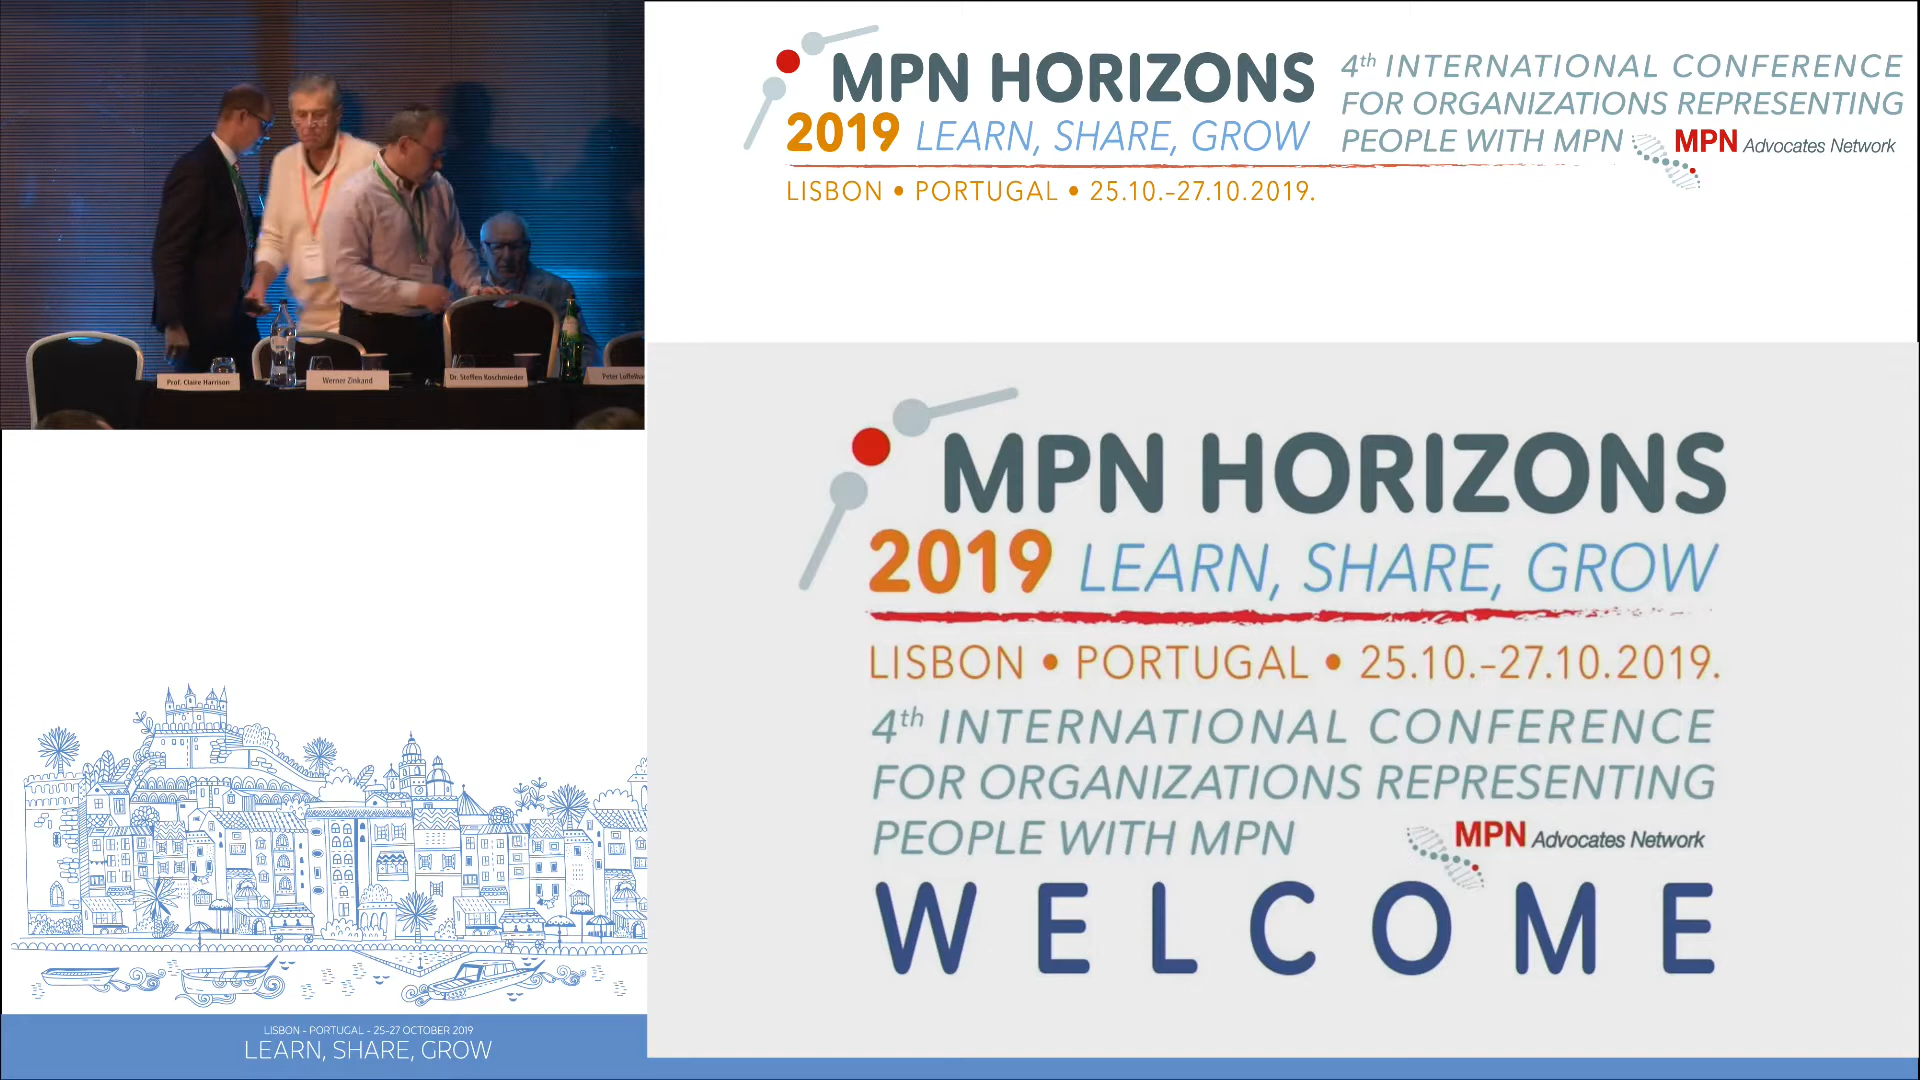 MPN HORIZONS
2019 LEARN, SHARE, GROW
LISBON • PORTUGAL • 25.10.–27.10.2019.
4th INTERNATIONAL CONFERENCE
FOR ORGANIZATIONS REPRESENTING
PEOPLE WITH MPN
MPN Advocates Network
Prof. Claire Harrison
Werner Zinkand
Dr. Steffen Koschmieder
Peter
MPN HORIZONS
2019 LEARN, SHARE, GROW
LISBON • PORTUGAL • 25.10.–27.10.2019.
4th INTERNATIONAL CONFERENCE
FOR ORGANIZATIONS REPRESENTING
PEOPLE WITH MPN
MPN Advocates Network
WELCOME
LISBON - PORTUGAL - 25-27 OCTOBER 2019
LEARN, SHARE, GROW